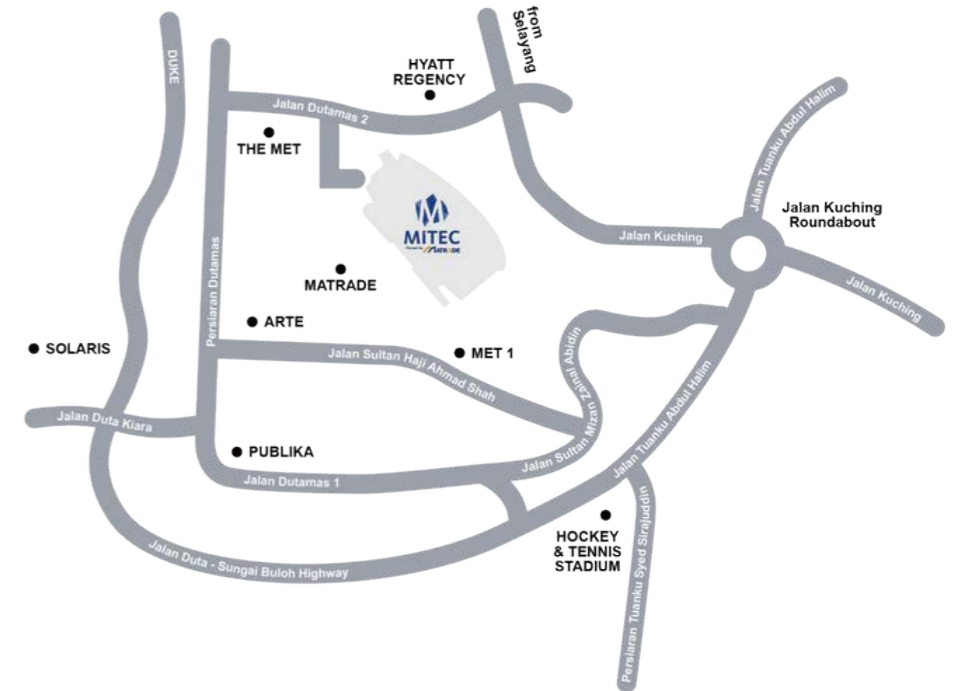 from
Selayang
DUKE
HYATT
REGENCY
Jalan Dutamas 2
Jalan Tuanku Abdul Halim
THE MET
Jalan Kuching
Roundabout
MITEC
MATRADE
Jalan Kuching
Persiaran Dutamas
MATRADE
Jalan Kuching
ARTE
SOLARIS
Jalan Sultan Haji Ahmad Shah
MET 1
Jalan Sultan Mizan Zainal Abidin
Jalan Tuanku Abdul Halim
Jalan Duta Kiara
PUBLIKA
Jalan Dutamas 1
HOCKEY
& TENNIS
STADIUM
Persiaran Tuanku Syed Sirajuddin
Jalan Duta - Sungai Buloh Highway